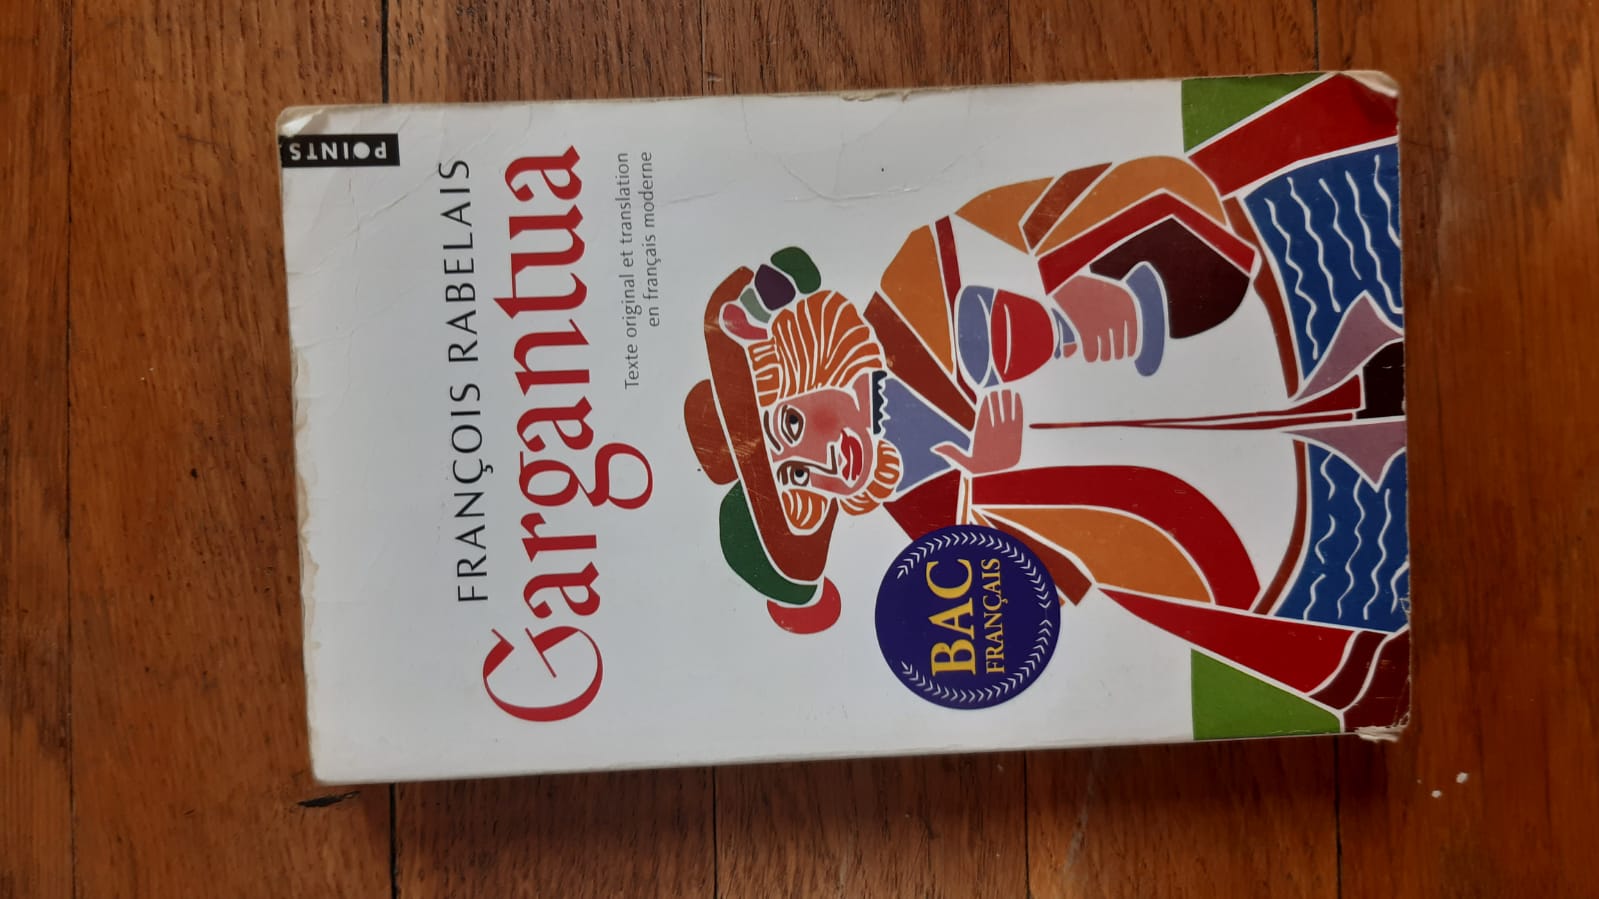 POINTS
FRANÇOIS RABELAIS
Gargantua
Texte original et translation
en français moderne
BAC
FRANÇAIS